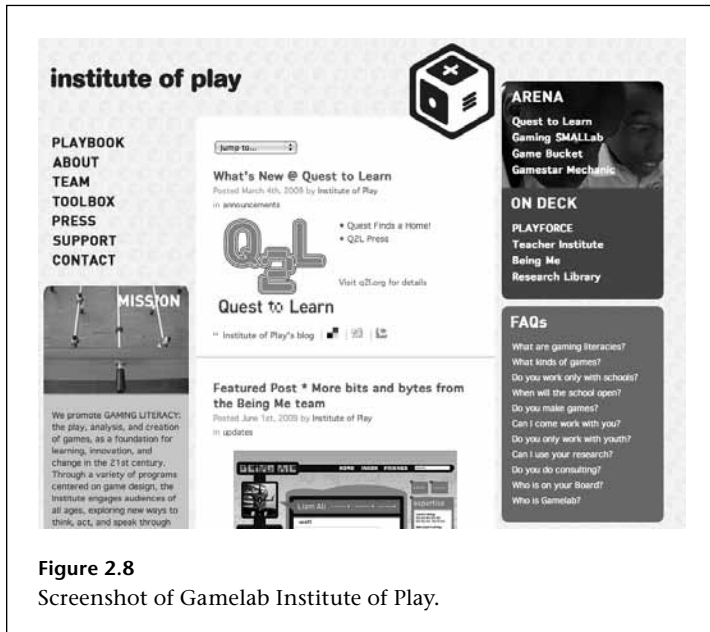 institute of play
PLAYBOOK
ABOUT
TEAM
TOOLBOX
PRESS
SUPPORT
CONTACT
MISSION
We promote GAMING LITERACY:
the play, analysis, and creation
of games, as a foundation for
learning, innovation, and
change in the 21st century.
Through a variety of programs
centered on game design, the
Institute engages audiences of
all ages, exploring new ways to
think, act, and speak through
Jump to...
What's New @ Quest to Learn
Posted March 4th, 2009 by Institute of Play
in announcements
Q2L
Quest to Learn
• Quest Finds a Home!
• Q2L Press
Visit q2l.org for details
Institute of Play's blog
Featured Post * More bits and bytes from
the Being Me team
Posted June 1st, 2009 by Institute of Play
in updates
BEING ME
HOME INBOX FRIENDS
Liam Ali
expertise
ARENA
Quest to Learn
Gaming SMALLab
Game Bucket
Gamestar Mechanic
ON DECK
PLAYFORCE
Teacher Institute
Being Me
Research Library
FAQs
What are gaming literacies?
What kinds of games?
Do you work only with schools?
When will the school open?
Do you make games?
Can I come work with you?
Do you only work with youth?
Can I use your research?
Do you do consulting?
Who is on your Board?
Who is Gamelab?
Figure 2.8
Screenshot of Gamelab Institute of Play.